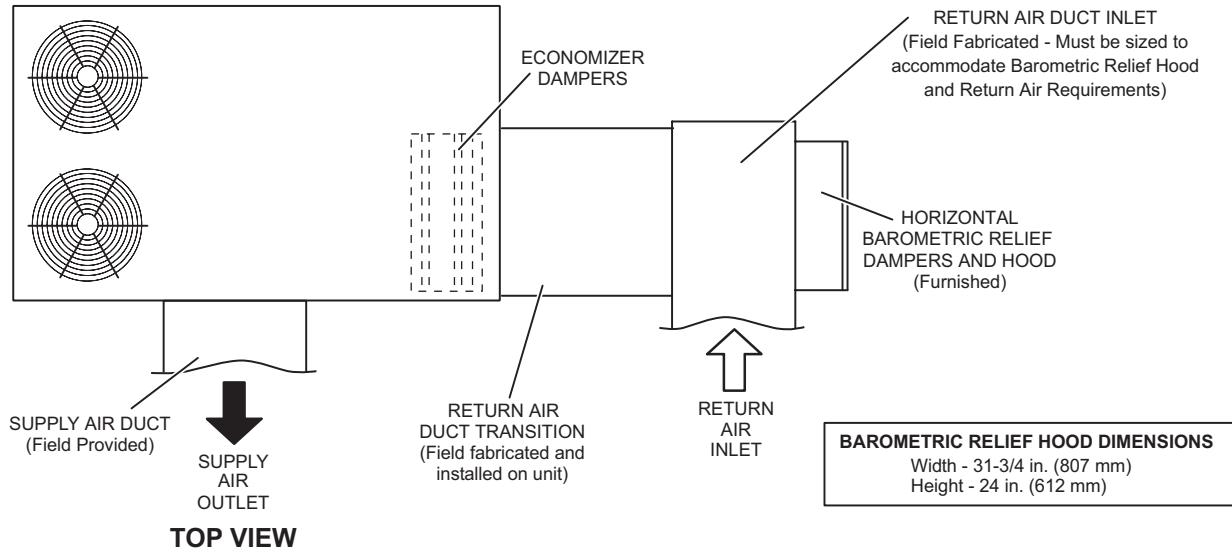 RETURN AIR DUCT INLET
(Field Fabricated - Must be sized to
accommodate Barometric Relief Hood
and Return Air Requirements)
ECONOMIZER
DAMPERS
HORIZONTAL
BAROMETRIC RELIEF
DAMPERS AND HOOD
(Furnished)
SUPPLY AIR DUCT
(Field Provided)
SUPPLY
AIR
OUTLET
RETURN AIR
DUCT TRANSITION
(Field fabricated and
installed on unit)
RETURN
AIR
INLET
BAROMETRIC RELIEF HOOD DIMENSIONS
Width - 31-3/4 in. (807 mm)
Height - 24 in. (612 mm)
TOP VIEW